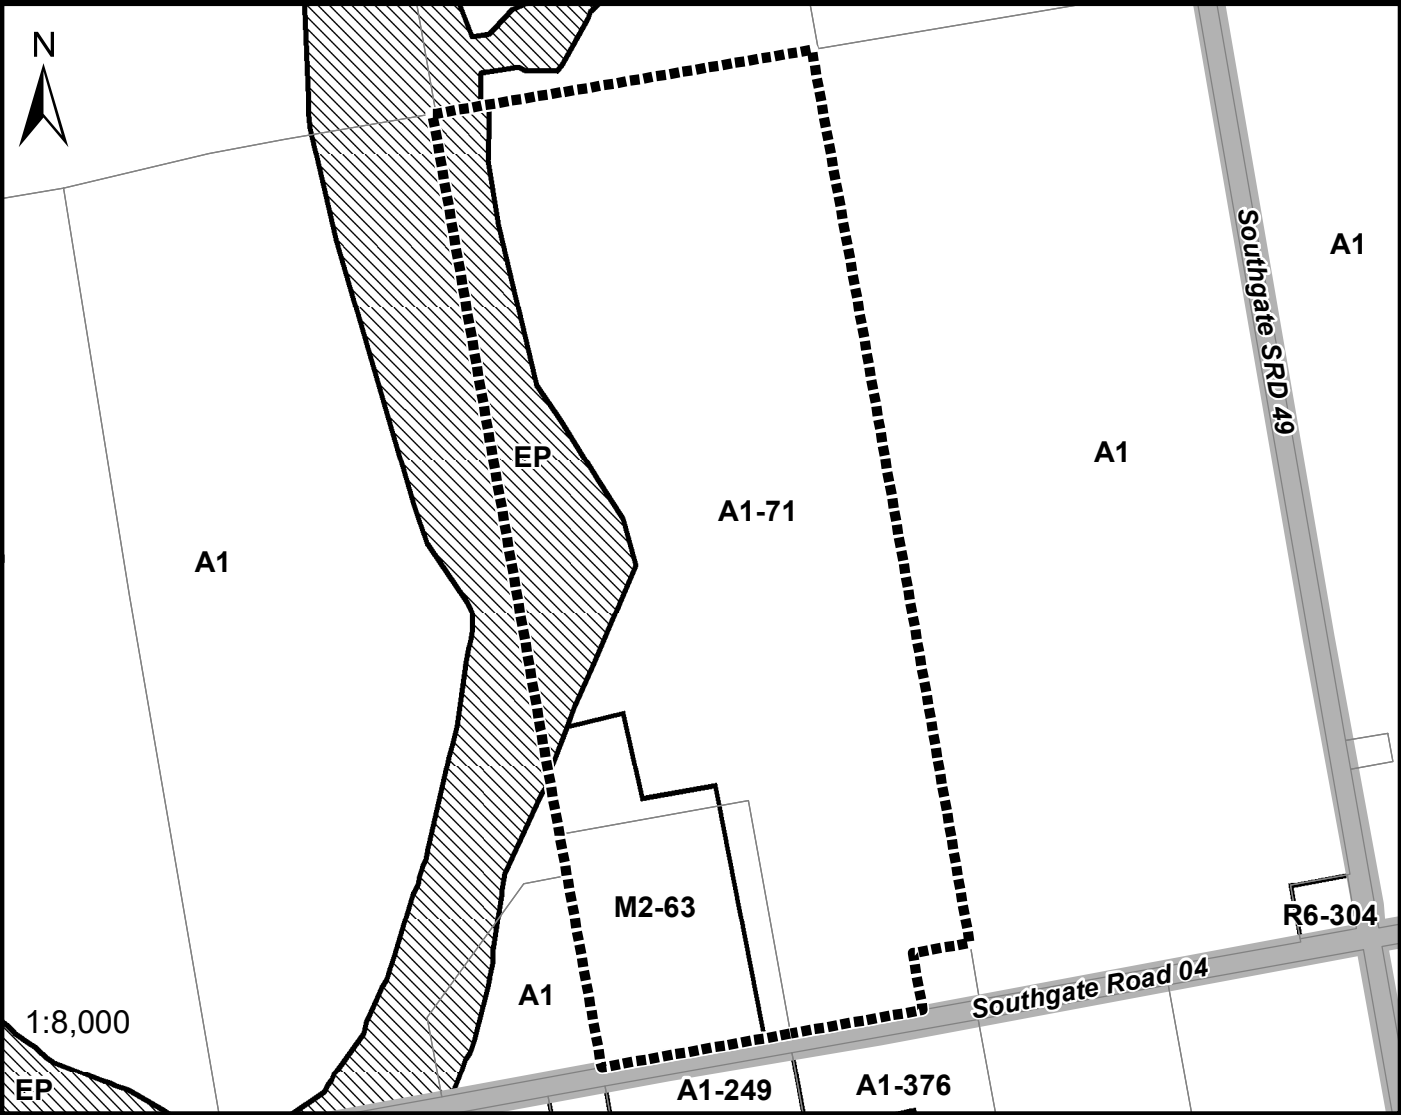 N
A1
Southgate SRD 49
A1
EP
A1-71
A1
M2-63
R6-304
A1
Southgate Road 04
1:8,000
EP
A1-249
A1-376